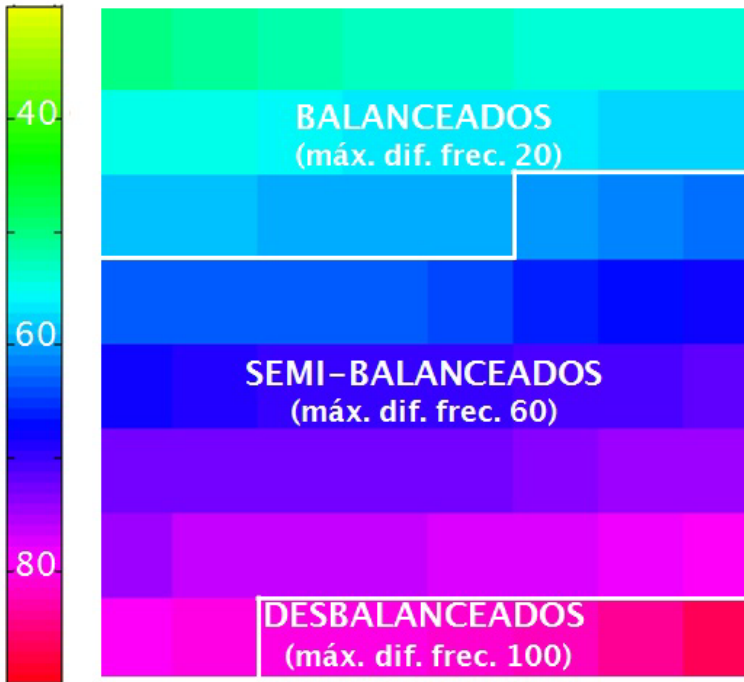 40
60
80
BALANCEADOS
(máx. dif. frec. 20)
SEMI-BALANCEADOS
(máx. dif. frec. 60)
DESBALANCEADOS
(máx. dif. frec. 100)